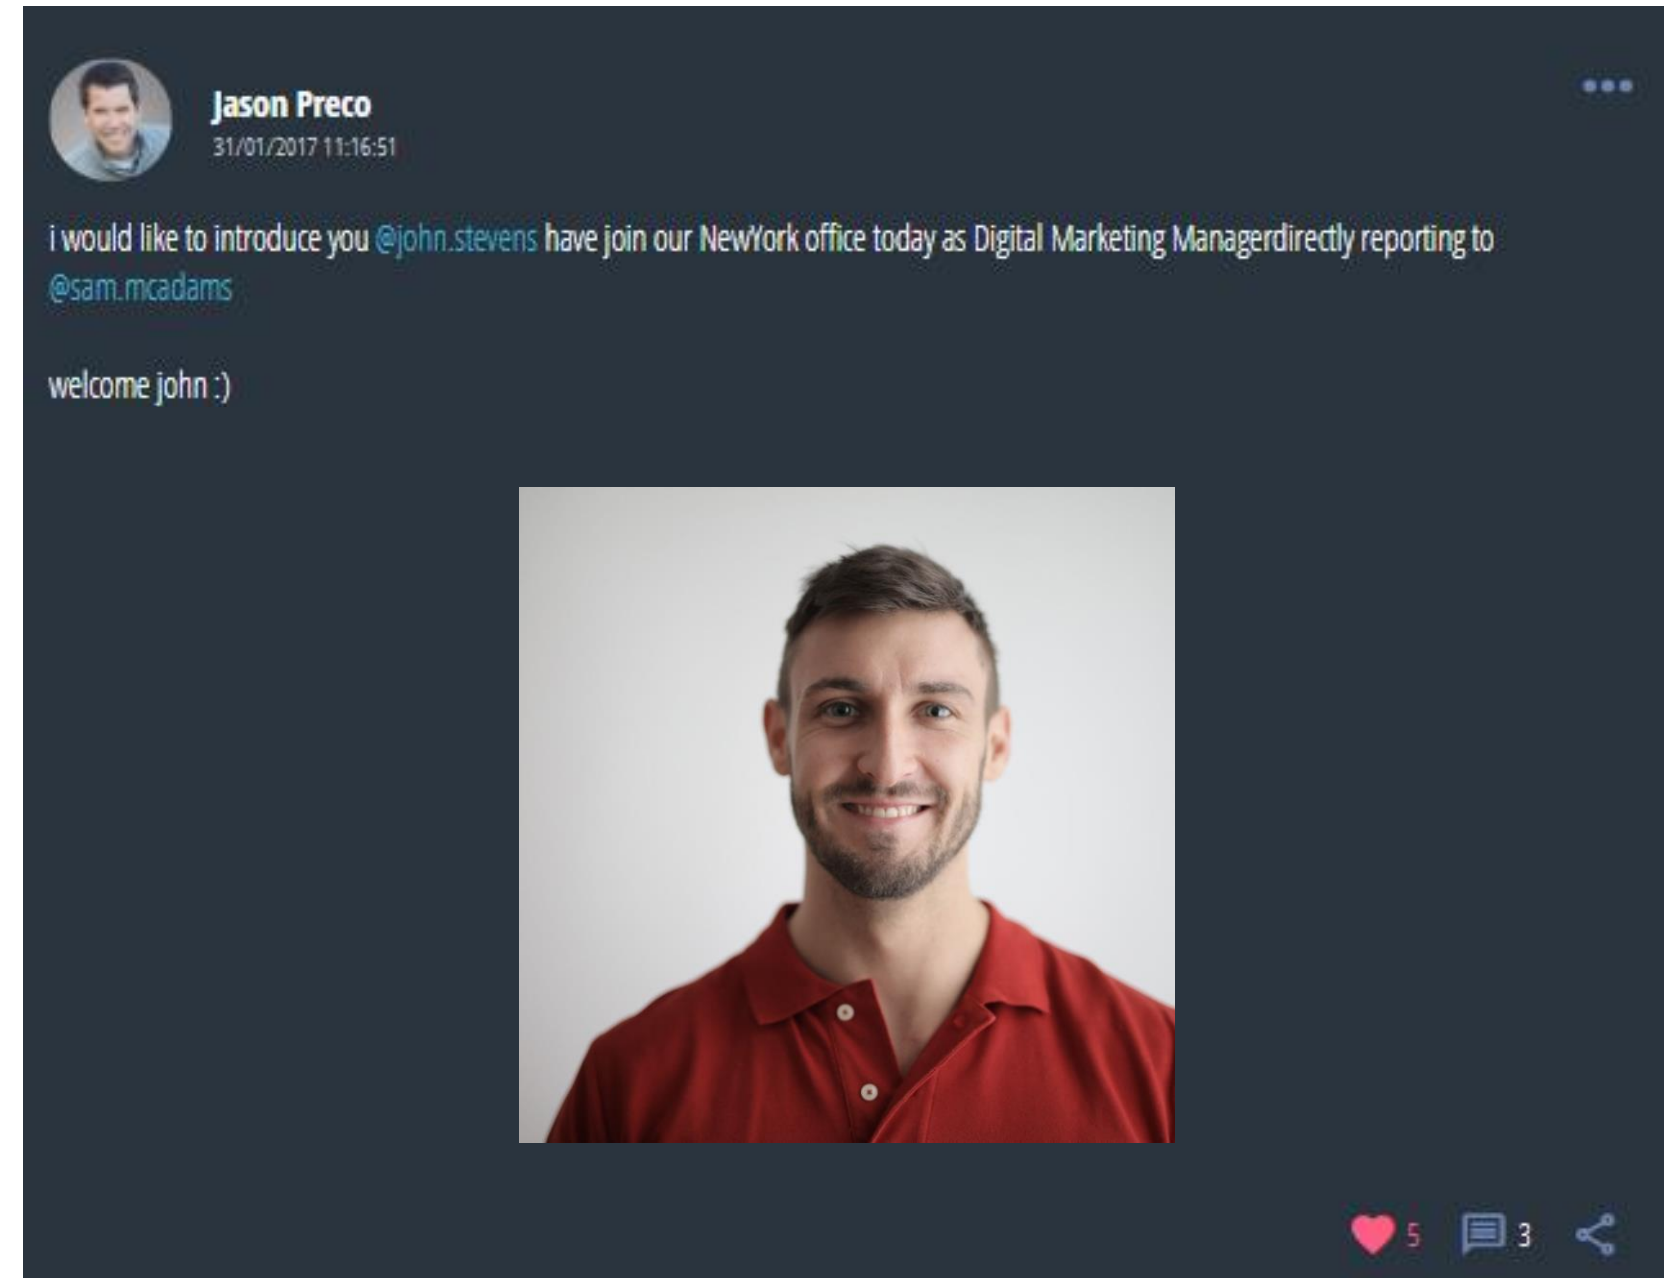 Jason Preco
31/01/2017 11:16:51
i would like to introduce you @john.stevens have join our NewYork office today as Digital Marketing Managerdirectly reporting to
@sam.mcadams
welcome john :)
5
3